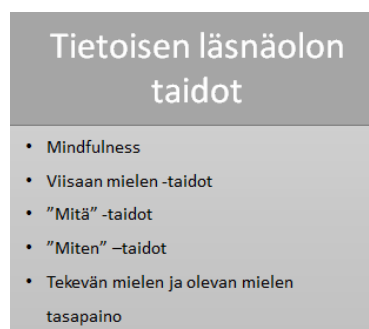 Tietoisen läsnäolon
taidot
• Mindfulness
• Viisaan mielen -taidot
• ”Mitä” -taidot
• ”Miten” –taidot
• Tekevän mielen ja olevan mielen
tasapaino